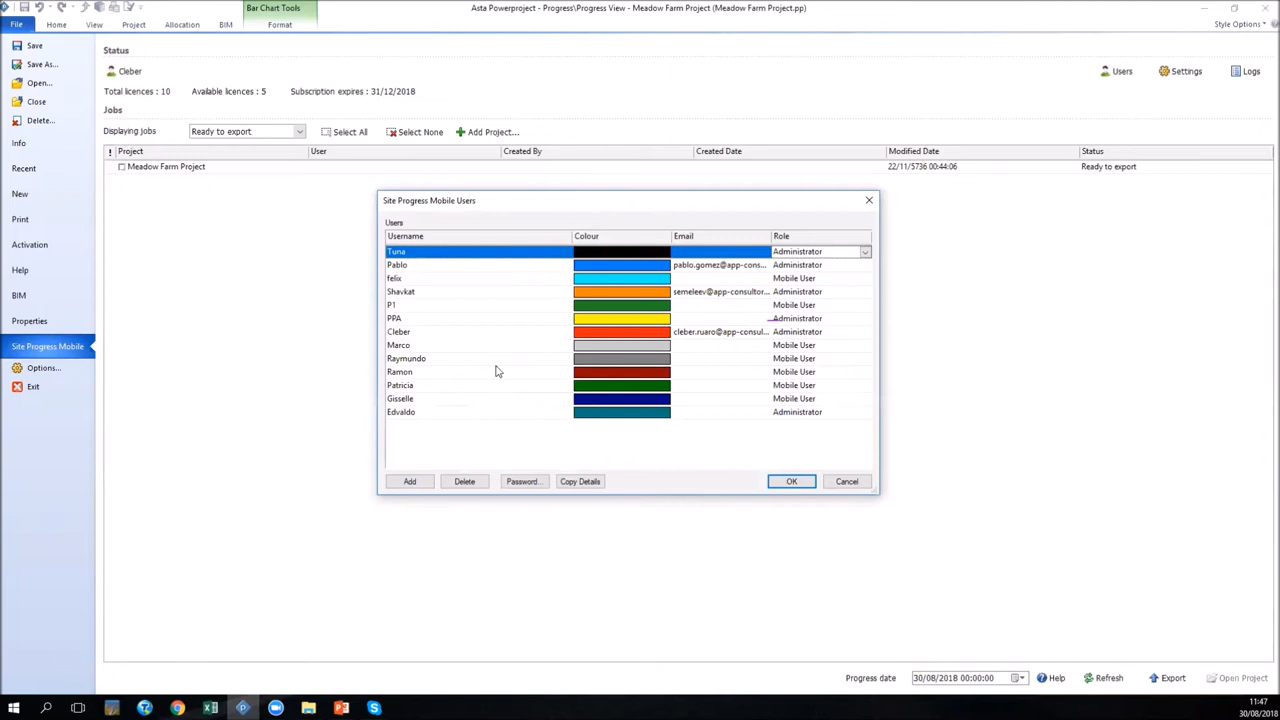 Bar Chart Tools
Asta Powerproject - Progress\Progress View - Meadow Farm Project (Meadow Farm Project.pp)
File Home View Project Allocation BIM Format Style Options
Save
Save As...
Open...
Close
Delete...
Info
Recent
New
Print
Activation
Help
BIM
Properties
Site Progress Mobile
Options...
Exit
Status
Cleber Users Settings Logs
Total licences : 10 Available licences : 5 Subscription expires : 31/12/2018
Jobs
Displaying jobs Ready to export Select All Select None Add Project...
! Project User Created By Created Date Modified Date Status
Meadow Farm Project 22/11/5736 00:44:06 Ready to export
Site Progress Mobile Users
Users
Username Colour Email Role
Tuna Administrator
Pablo pablo.gomez@app-cons... Administrator
felix Mobile User
Shavkat semeleev@app-consultor... Administrator
P1 Mobile User
PPA Administrator
Cleber cleber.ruaro@app-consul... Administrator
Marco Mobile User
Raymundo Mobile User
Ramon Mobile User
Patricia Mobile User
Gisselle Mobile User
Edvaldo Administrator
Add Delete Password... Copy Details OK Cancel
Progress date 30/08/2018 00:00:00 Help Refresh Export Open Project
11:47
30/08/2018